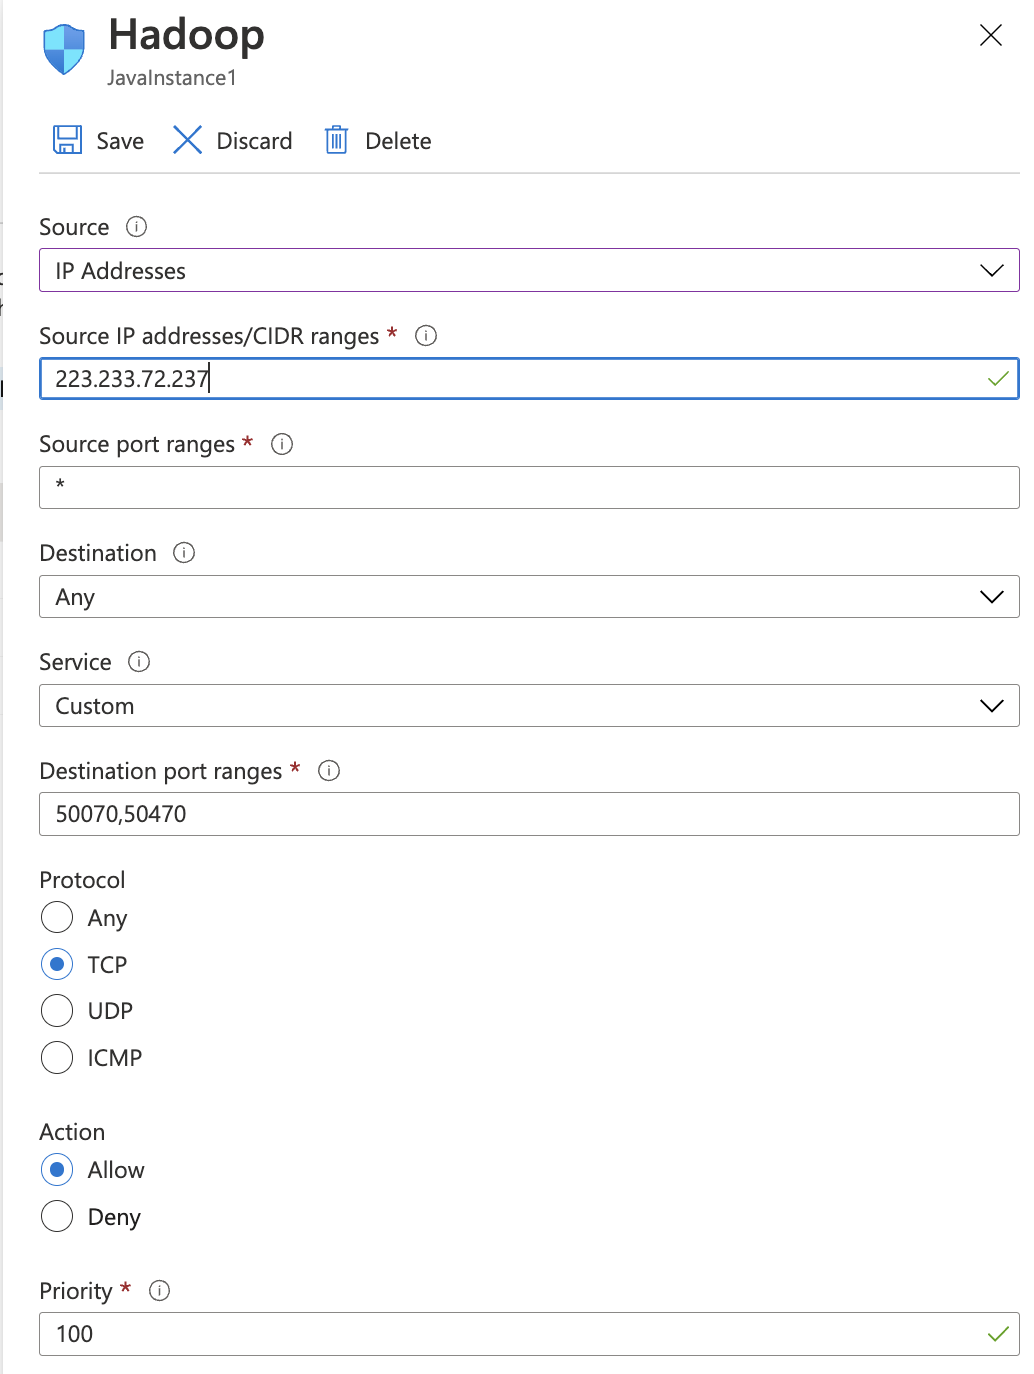 Hadoop
JavaInstance1
Save Discard Delete
Source
IP Addresses
Source IP addresses/CIDR ranges *
223.233.72.237
Source port ranges *
*
Destination
Any
Service
Custom
Destination port ranges *
50070,50470
Protocol
Any
TCP
UDP
ICMP
Action
Allow
Deny
Priority *
100